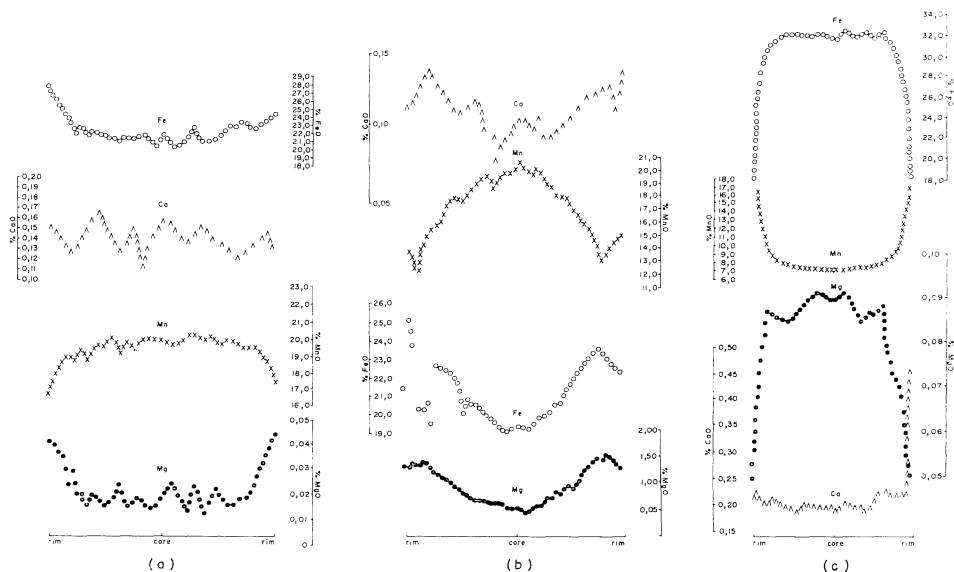 Fe
29,0
28,0
27,0
26,0
25,0
24,0
23,0
22,0
21,0
20,0
19,0
18,0
% FeO
0,20
0,19
0,18
0,17
0,16
0,15
0,14
0,13
0,12
0,11
0,10
% CaO
Ca
Mn
23,0
22,0
21,0
20,0
19,0
18,0
17,0
16,0
% MnO
Mg
0,05
0,04
0,03
0,02
0,01
0
% MgO
rim
core
rim
(a)
0,15
0,10
0,05
% CaO
Ca
Mn
21,0
20,0
19,0
18,0
17,0
16,0
15,0
14,0
13,0
12,0
11,0
% MnO
26,0
25,0
24,0
23,0
22,0
21,0
20,0
19,0
% FeO
Fe
2,00
1,50
1,00
0,05
% MgO
Mg
rim
core
rim
(b)
Fe
34,0
32,0
30,0
28,0
26,0
24,0
22,0
20,0
18,0
% FeO
18,0
17,0
16,0
15,0
14,0
13,0
12,0
11,0
10,0
9,0
8,0
7,0
6,0
% MnO
Mn
Mg
0,10
0,09
0,08
0,07
0,06
0,05
% MgO
0,50
0,45
0,40
0,35
0,30
0,25
0,20
0,15
% CaO
Ca
rim
core
rim
(c)